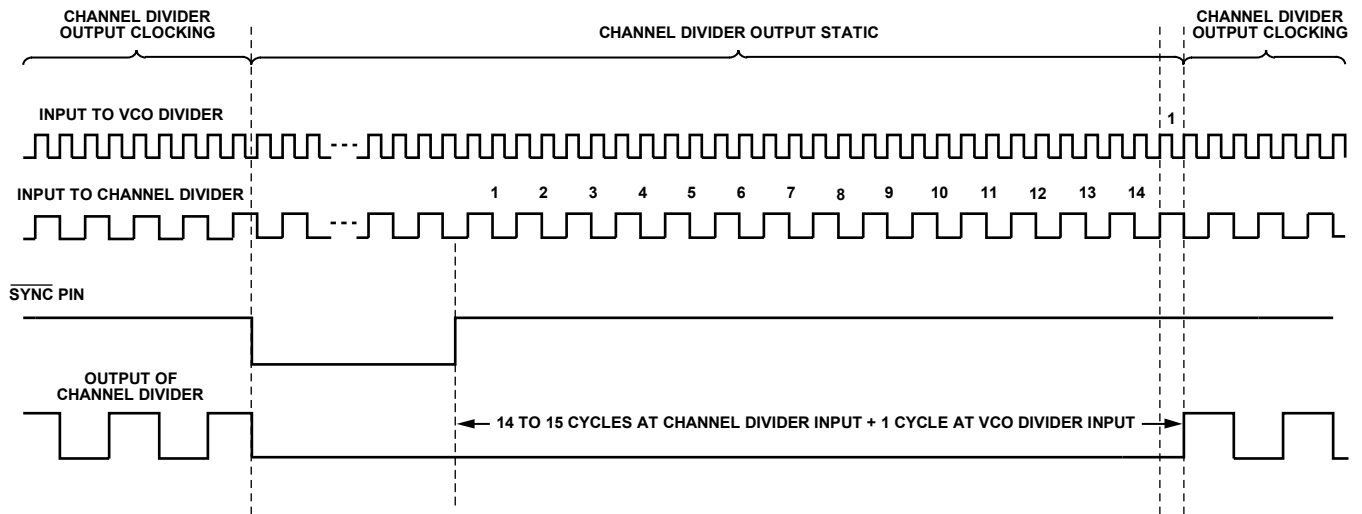 CHANNEL DIVIDER
OUTPUT CLOCKING
CHANNEL DIVIDER OUTPUT STATIC
CHANNEL DIVIDER
OUTPUT CLOCKING
INPUT TO VCO DIVIDER
1
INPUT TO CHANNEL DIVIDER
1 2 3 4 5 6 7 8 9 10 11 12 13 14
SYNC PIN
OUTPUT OF
CHANNEL DIVIDER
14 TO 15 CYCLES AT CHANNEL DIVIDER INPUT + 1 CYCLE AT VCO DIVIDER INPUT